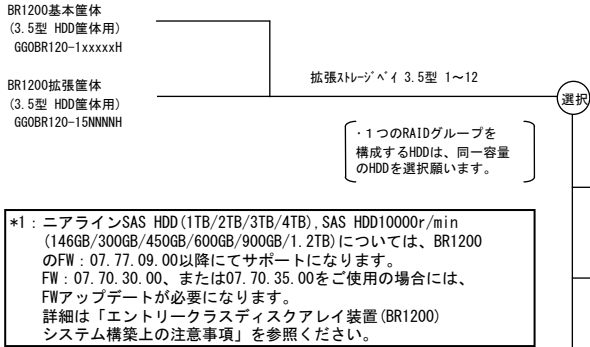 BR1200基本筐体
(3.5型 HDD筐体用)
GG0BR120-1xxxxxH
BR1200拡張筐体
(3.5型 HDD筐体用)
GG0BR120-15NNNNH
拡張ｽﾄﾚｰｼﾞﾍﾞｲ 3.5型 1～12
選択
・１つのRAIDグループを
構成するHDDは、同一容量
のHDDを選択願います。
*1：ニアラインSAS HDD(1TB/2TB/3TB/4TB),SAS HDD10000r/min
(146GB/300GB/450GB/600GB/900GB/1.2TB)については、BR1200
のFW：07.77.09.00以降にてサポートになります。
FW：07.70.30.00、または07.70.35.00をご使用の場合には、
FWアップデートが必要になります。
詳細は「エントリークラスディスクアレイ装置(BR1200)
システム構築上の注意事項」を参照ください。